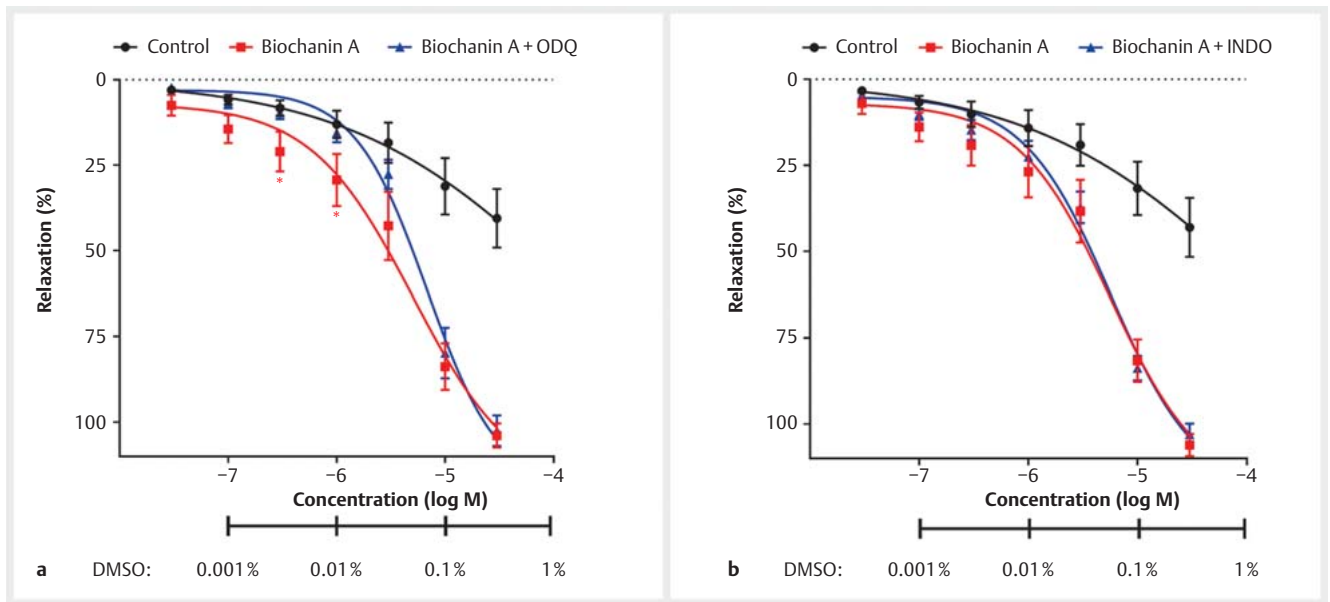 Control Biochanin A Biochanin A + ODQ
0
25
50
75
100
Relaxation (%)
*
*
−7 −6 −5 −4
Concentration (log M)
a DMSO: 0.001% 0.01% 0.1% 1%
Control Biochanin A Biochanin A + INDO
0
25
50
75
100
Relaxation (%)
−7 −6 −5 −4
Concentration (log M)
b DMSO: 0.001% 0.01% 0.1% 1%